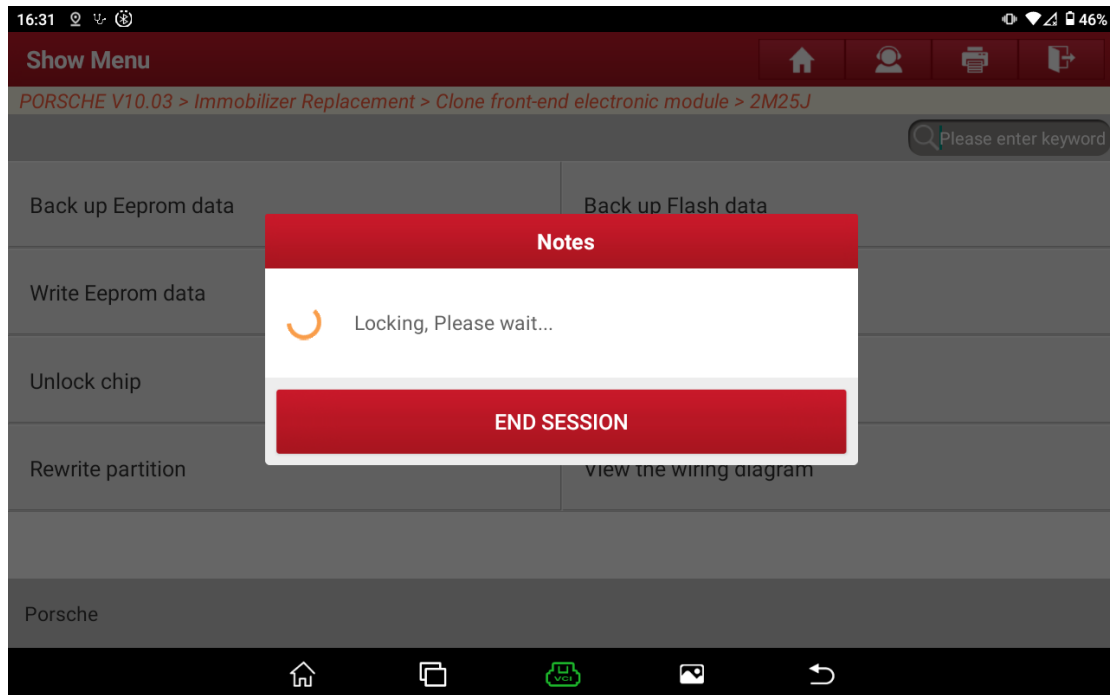 16:31
46%
Show Menu
PORSCHE V10.03 > Immobilizer Replacement > Clone front-end electronic module > 2M25J
Please enter keyword
Back up Eeprom data
Back up Flash data
Notes
Write Eeprom data
Locking, Please wait...
Unlock chip
END SESSION
Rewrite partition
View the wiring diagram
Porsche
VCI